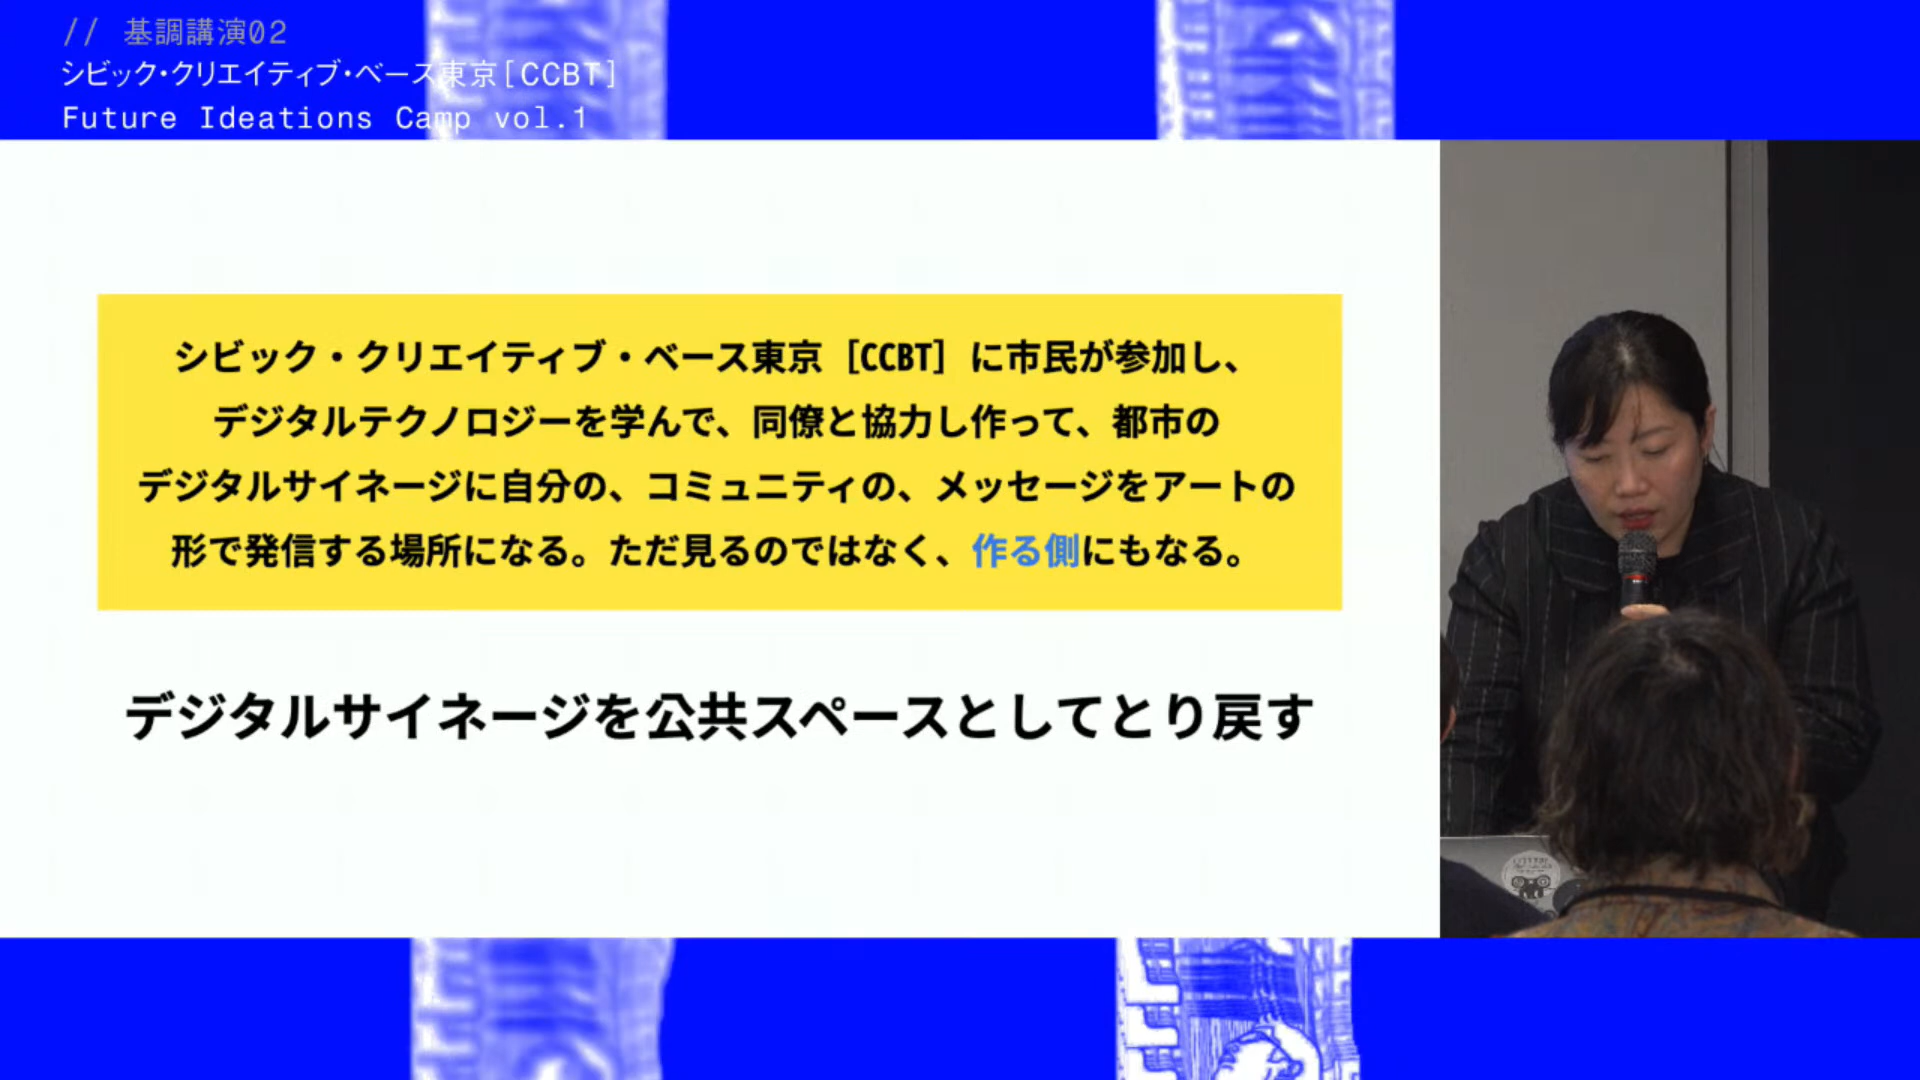 // 基調講演02
シビック・クリエイティブ・ベース東京[CCBT]
Future Ideations Camp vol.1
シビック・クリエイティブ・ベース東京［CCBT］に市民が参加し、
デジタルテクノロジーを学んで、同僚と協力し作って、都市の
デジタルサイネージに自分の、コミュニティの、メッセージをアートの
形で発信する場所になる。ただ見るのではなく、作る側にもなる。
デジタルサイネージを公共スペースとしてとり戻す